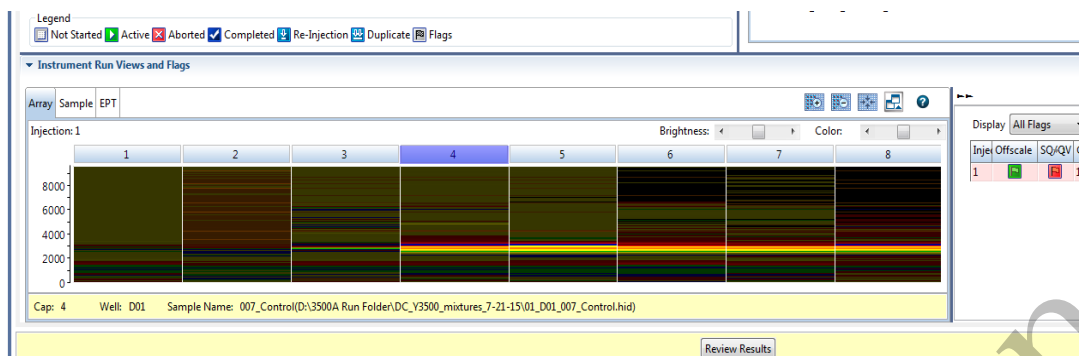 Legend
Not Started Active Aborted Completed Re-Injection Duplicate Flags
Instrument Run Views and Flags
Array Sample EPT
Injection: 1 Brightness: Color:
1 2 3 4 5 6 7 8
8000
6000
4000
2000
0
Cap: 4 Well: D01 Sample Name: 007_Control(D:\3500A Run Folder\DC_Y3500_mixtures_7-21-15\01_D01_007_Control.hid)
Display All Flags
Inje Offscale SQ/QV
1
Review Results